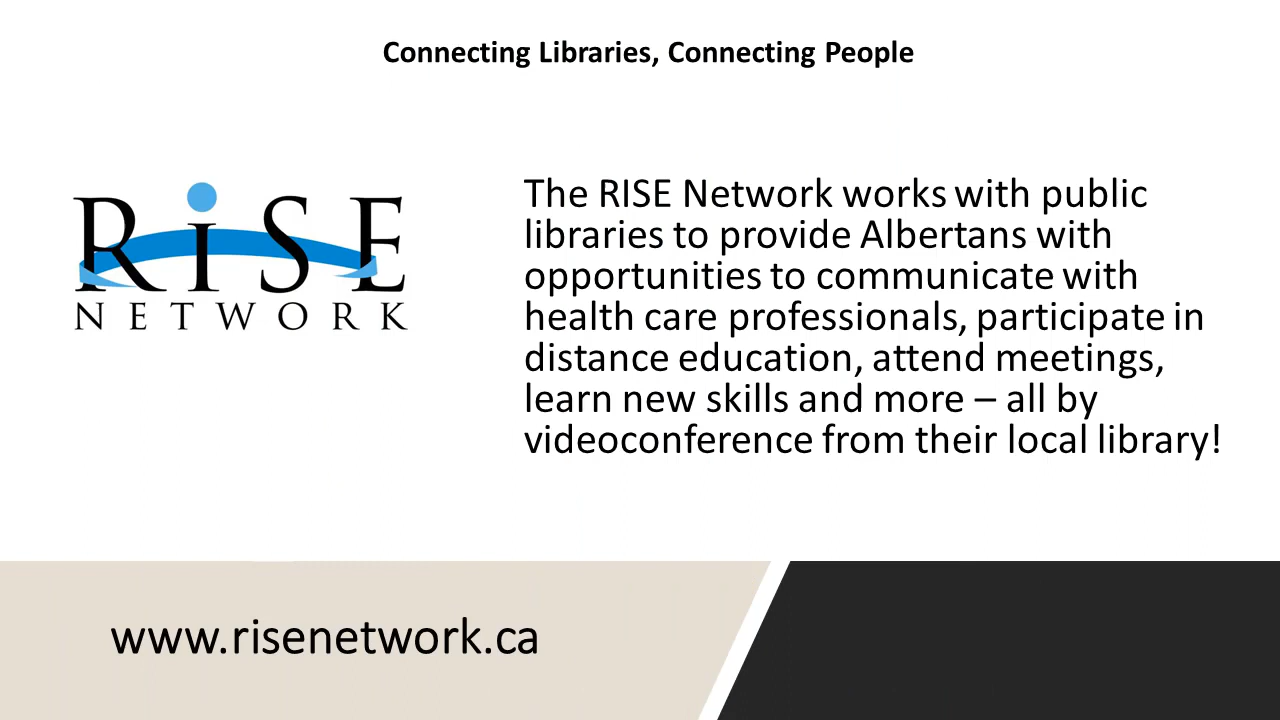 Connecting Libraries, Connecting People
RiSE
NETWORK
The RISE Network works with public
libraries to provide Albertans with
opportunities to communicate with
health care professionals, participate in
distance education, attend meetings,
learn new skills and more – all by
videoconference from their local library!
www.risenetwork.ca